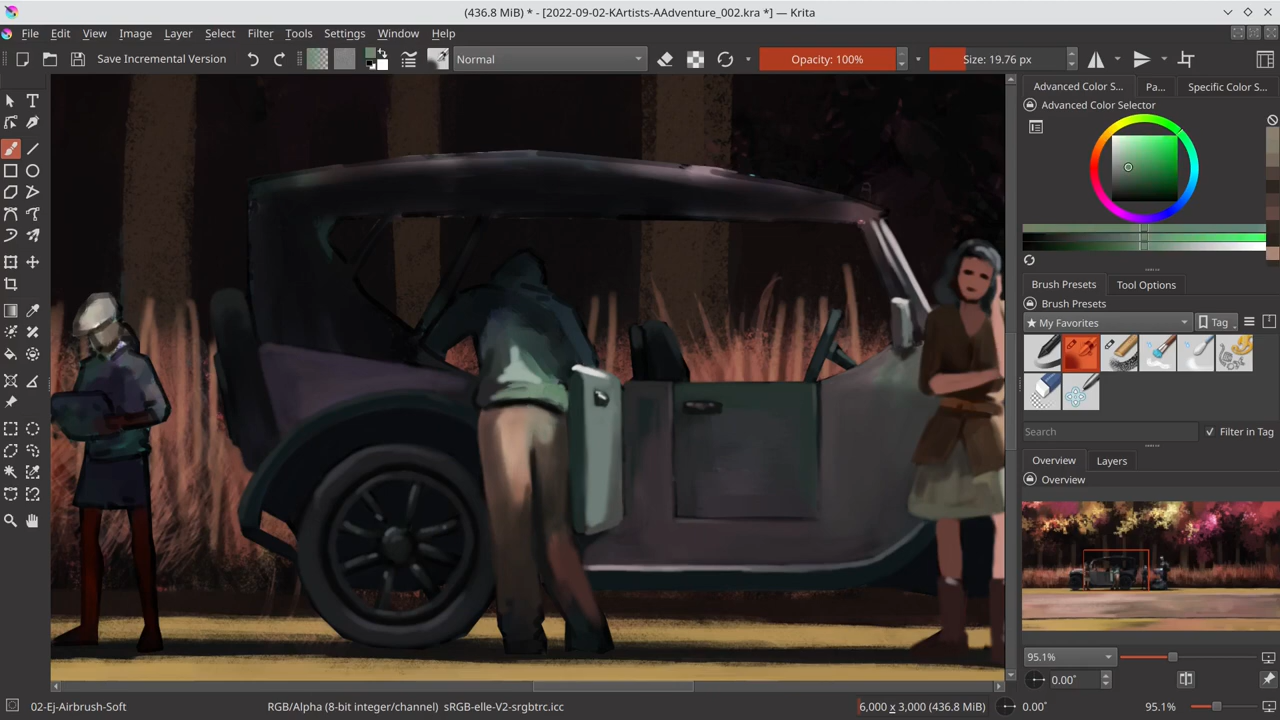 (436.8 MiB) * - [2022-09-02-KArtists-AAdventure_002.kra *] — Krita
File Edit View Image Layer Select Filter Tools Settings Window Help
Save Incremental Version Normal Opacity: 100% Size: 19.76 px
Advanced Color S... Pa... Specific Color S...
Advanced Color Selector
Brush Presets Tool Options
Brush Presets
★ My Favorites Tag
Search Filter in Tag
Overview Layers
Overview
95.1%
0.00°
02-Ej-Airbrush-Soft RGB/Alpha (8-bit integer/channel) sRGB-elle-V2-srgbtrc.icc 6,000 x 3,000 (436.8 MiB) 0.00° 95.1%